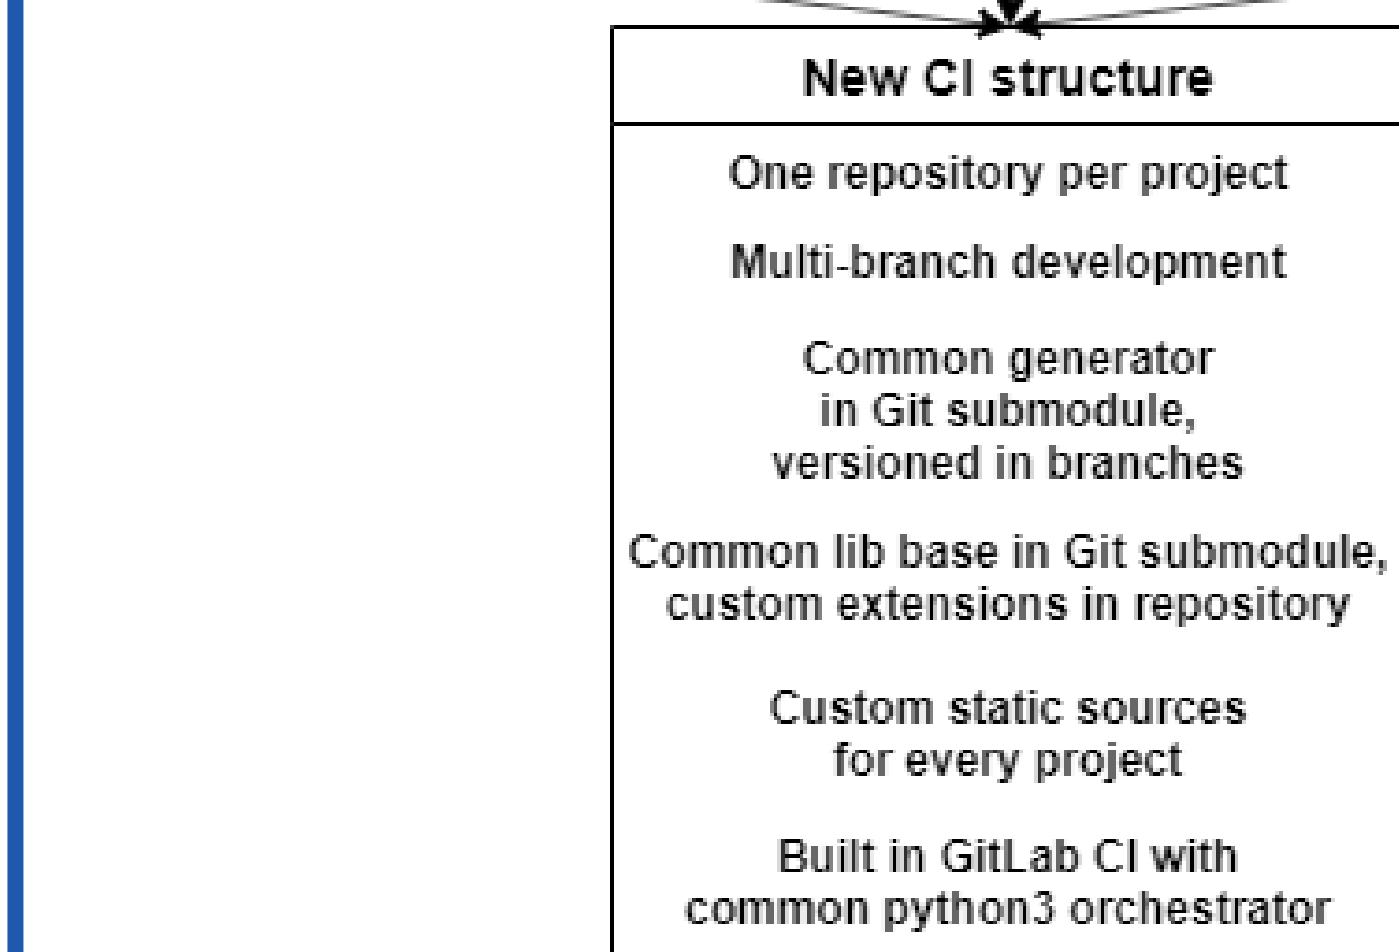 New CI structure
One repository per project
Multi-branch development
Common generator
in Git submodule,
versioned in branches
Common lib base in Git submodule,
custom extensions in repository
Custom static sources
for every project
Built in GitLab CI with
common python3 orchestrator